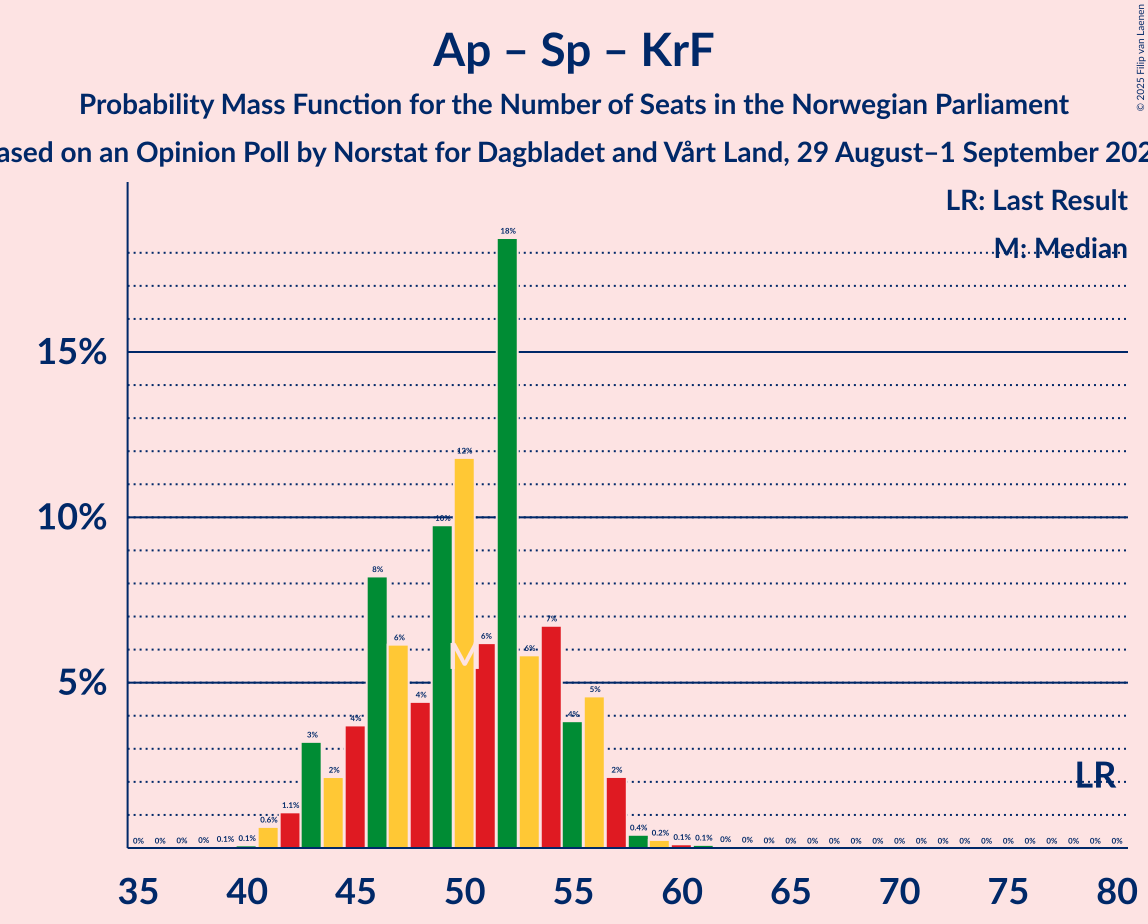 Ap – Sp – KrF
Probability Mass Function for the Number of Seats in the Norwegian Parliament
ased on an Opinion Poll by Norstat for Dagbladet and Vårt Land, 29 August–1 September 202
© 2025 Filip van Laenen
LR: Last Result
M: Median
15%
10%
5%
0% 0% 0% 0% 0.1% 0.1% 0.6% 1.1% 3% 2% 4% 8% 6% 4% 10% 12% 6% 18% 6% 7% 4% 5% 2% 0.4% 0.2% 0.1% 0.1% 0% 0% 0% 0% 0% 0% 0% 0% 0% 0% 0% 0% 0% 0% 0% 0% 0% 0% 0%
M
LR
35 40 45 50 55 60 65 70 75 80